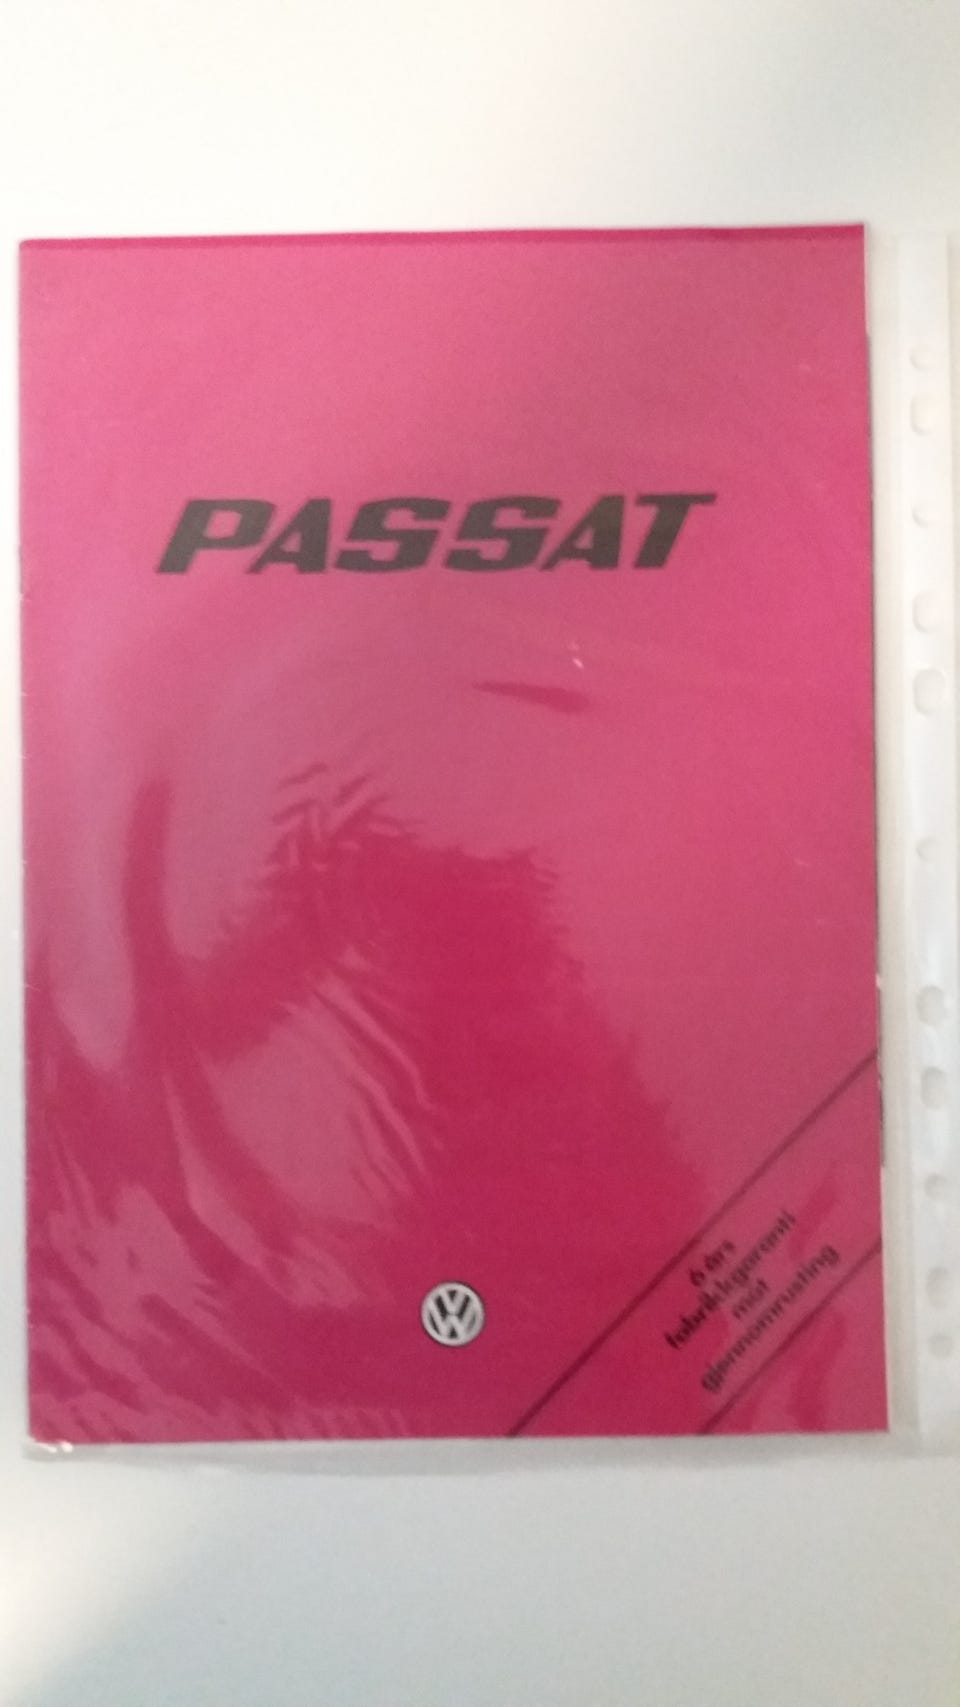 PASSAT
6 års
fabrikkgaranti
mot
gjennomrusting